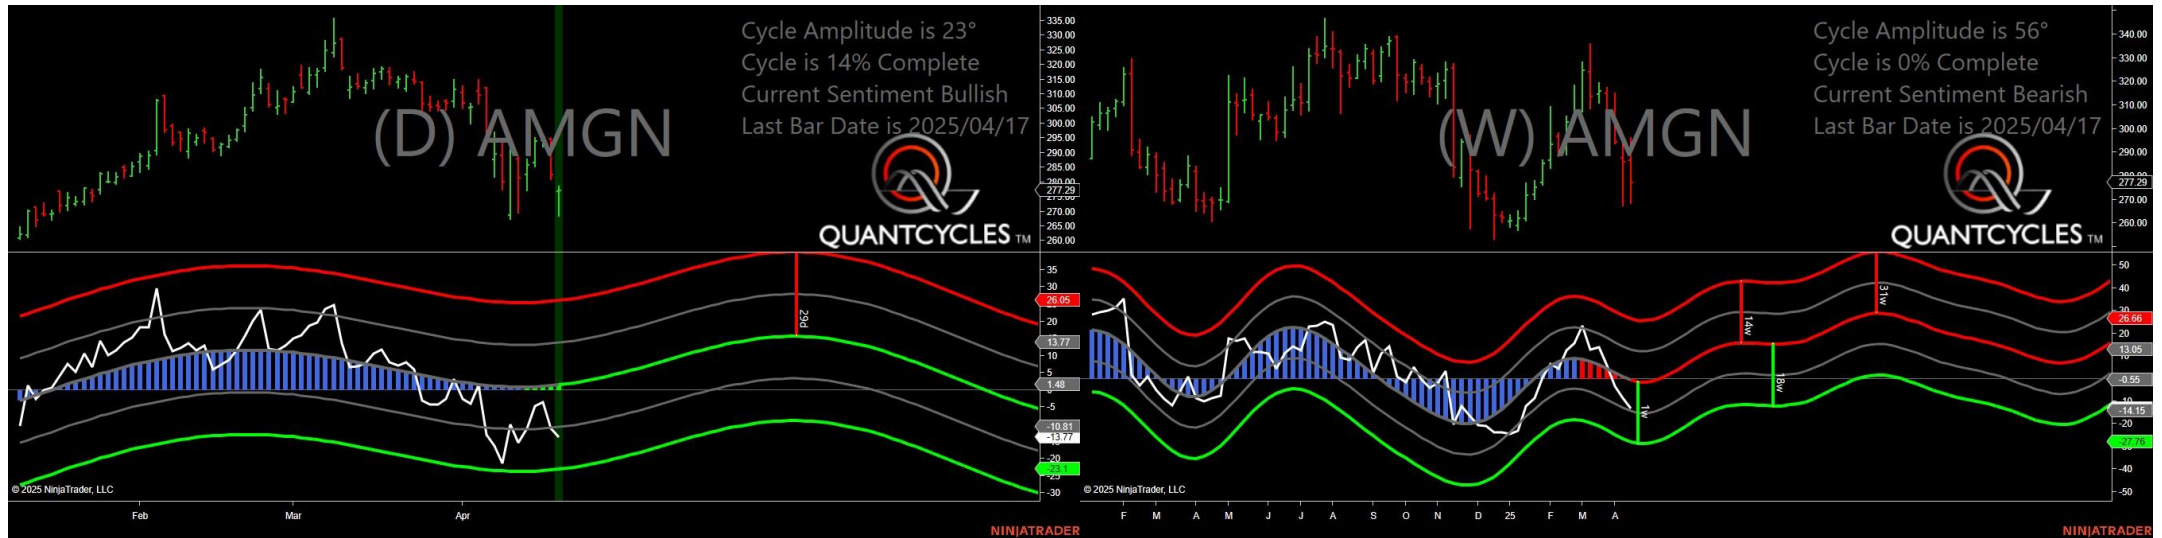 Cycle Amplitude is 23°
Cycle is 14% Complete
Current Sentiment Bullish
Last Bar Date is 2025/04/17
(D) AMGN
QUANTCYCLES TM
335.00
330.00
325.00
320.00
315.00
310.00
305.00
300.00
295.00
290.00
285.00
280.00
277.29
270.00
265.00
260.00
29d
35
30
26.05
20
13.77
10
5
1.48
-5
-10.81
-13.77
-20
-23.1
-25
-30
© 2025 NinjaTrader, LLC
Feb
Mar
Apr
NINJATRADER
Cycle Amplitude is 56°
Cycle is 0% Complete
Current Sentiment Bearish
Last Bar Date is 2025/04/17
(W) AMGN
QUANTCYCLES TM
340.00
330.00
320.00
310.00
300.00
290.00
277.29
270.00
260.00
1w
14w
18w
31w
50
40
26.66
20
13.05
-0.55
-14.15
-20
-27.76
-40
-50
© 2025 NinjaTrader, LLC
F
M
A
M
J
J
A
S
O
N
D
25
F
M
A
NINJATRADER